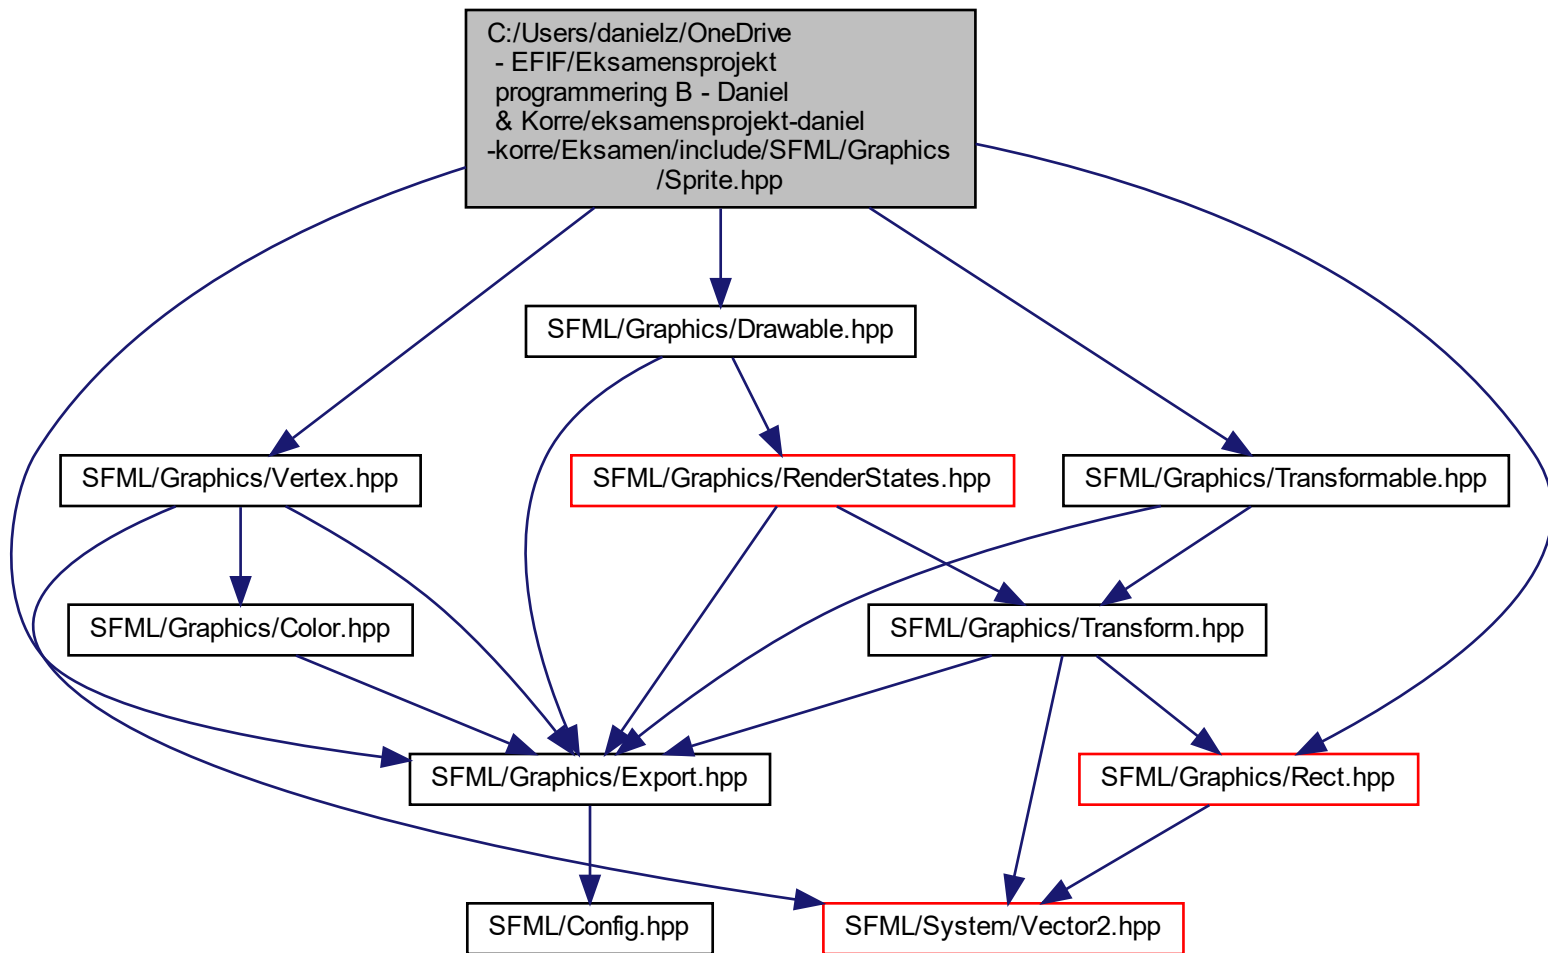 C:/Users/danielz/OneDrive
- EFIF/Eksamensprojekt
programmering B - Daniel
& Korre/eksamensprojekt-daniel
-korre/Eksamen/include/SFML/Graphics
/Sprite.hpp
SFML/Graphics/Drawable.hpp
SFML/Graphics/Vertex.hpp
SFML/Graphics/RenderStates.hpp
SFML/Graphics/Transformable.hpp
SFML/Graphics/Color.hpp
SFML/Graphics/Transform.hpp
SFML/Graphics/Export.hpp
SFML/Graphics/Rect.hpp
SFML/Config.hpp
SFML/System/Vector2.hpp